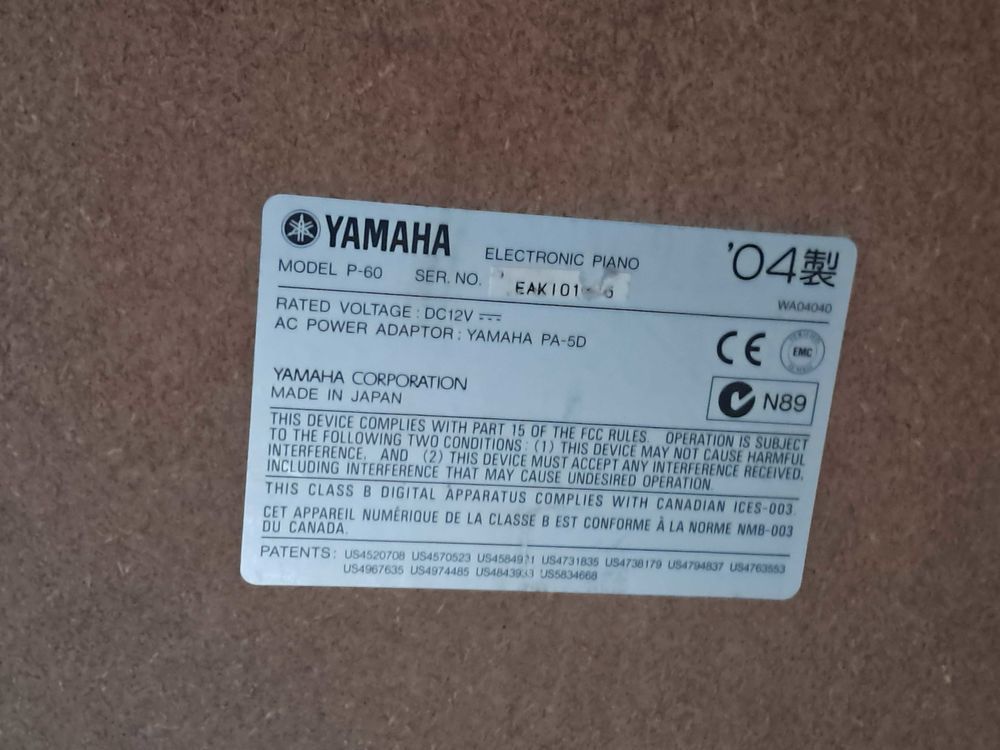 YAMAHA ELECTRONIC PIANO '04製
MODEL P-60 SER. NO.
WA04040
RATED VOLTAGE : DC12V
AC POWER ADAPTOR : YAMAHA PA-5D
CE EMC
YAMAHA CORPORATION
MADE IN JAPAN
N89
THIS DEVICE COMPLIES WITH PART 15 OF THE FCC RULES. OPERATION IS SUBJECT
TO THE FOLLOWING TWO CONDITIONS : (1) THIS DEVICE MAY NOT CAUSE HARMFUL
INTERFERENCE, AND (2) THIS DEVICE MUST ACCEPT ANY INTERFERENCE RECEIVED,
INCLUDING INTERFERENCE THAT MAY CAUSE UNDESIRED OPERATION.
THIS CLASS B DIGITAL APPARATUS COMPLIES WITH CANADIAN ICES-003.
CET APPAREIL NUMÉRIQUE DE LA CLASSE B EST CONFORME À LA NORME NMB-003
DU CANADA.
PATENTS : US4520708 US4570523 US4731835 US4738179 US4794837 US4763553
US4967635 US4974485 US5834668